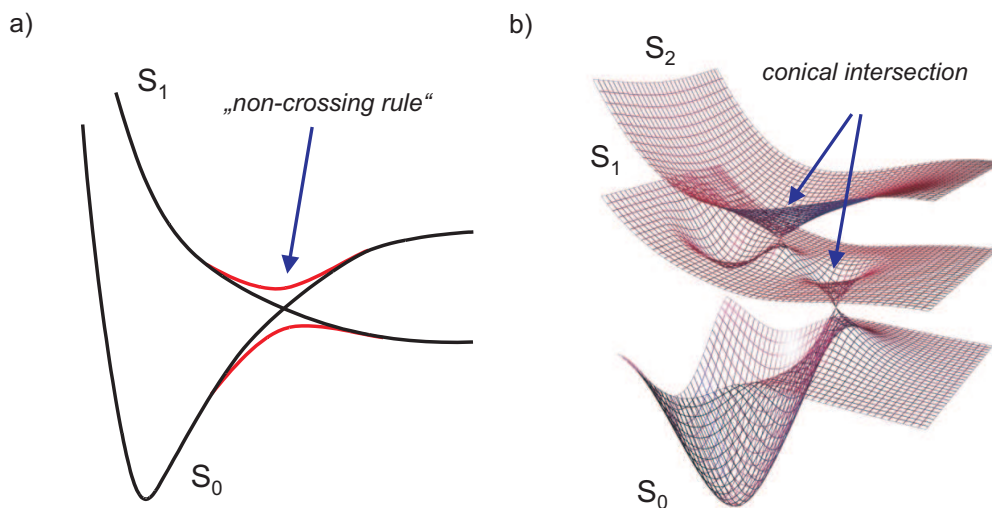 a)
S₁
„non-crossing rule“
S₀
b)
S₂
conical intersection
S₁
S₀